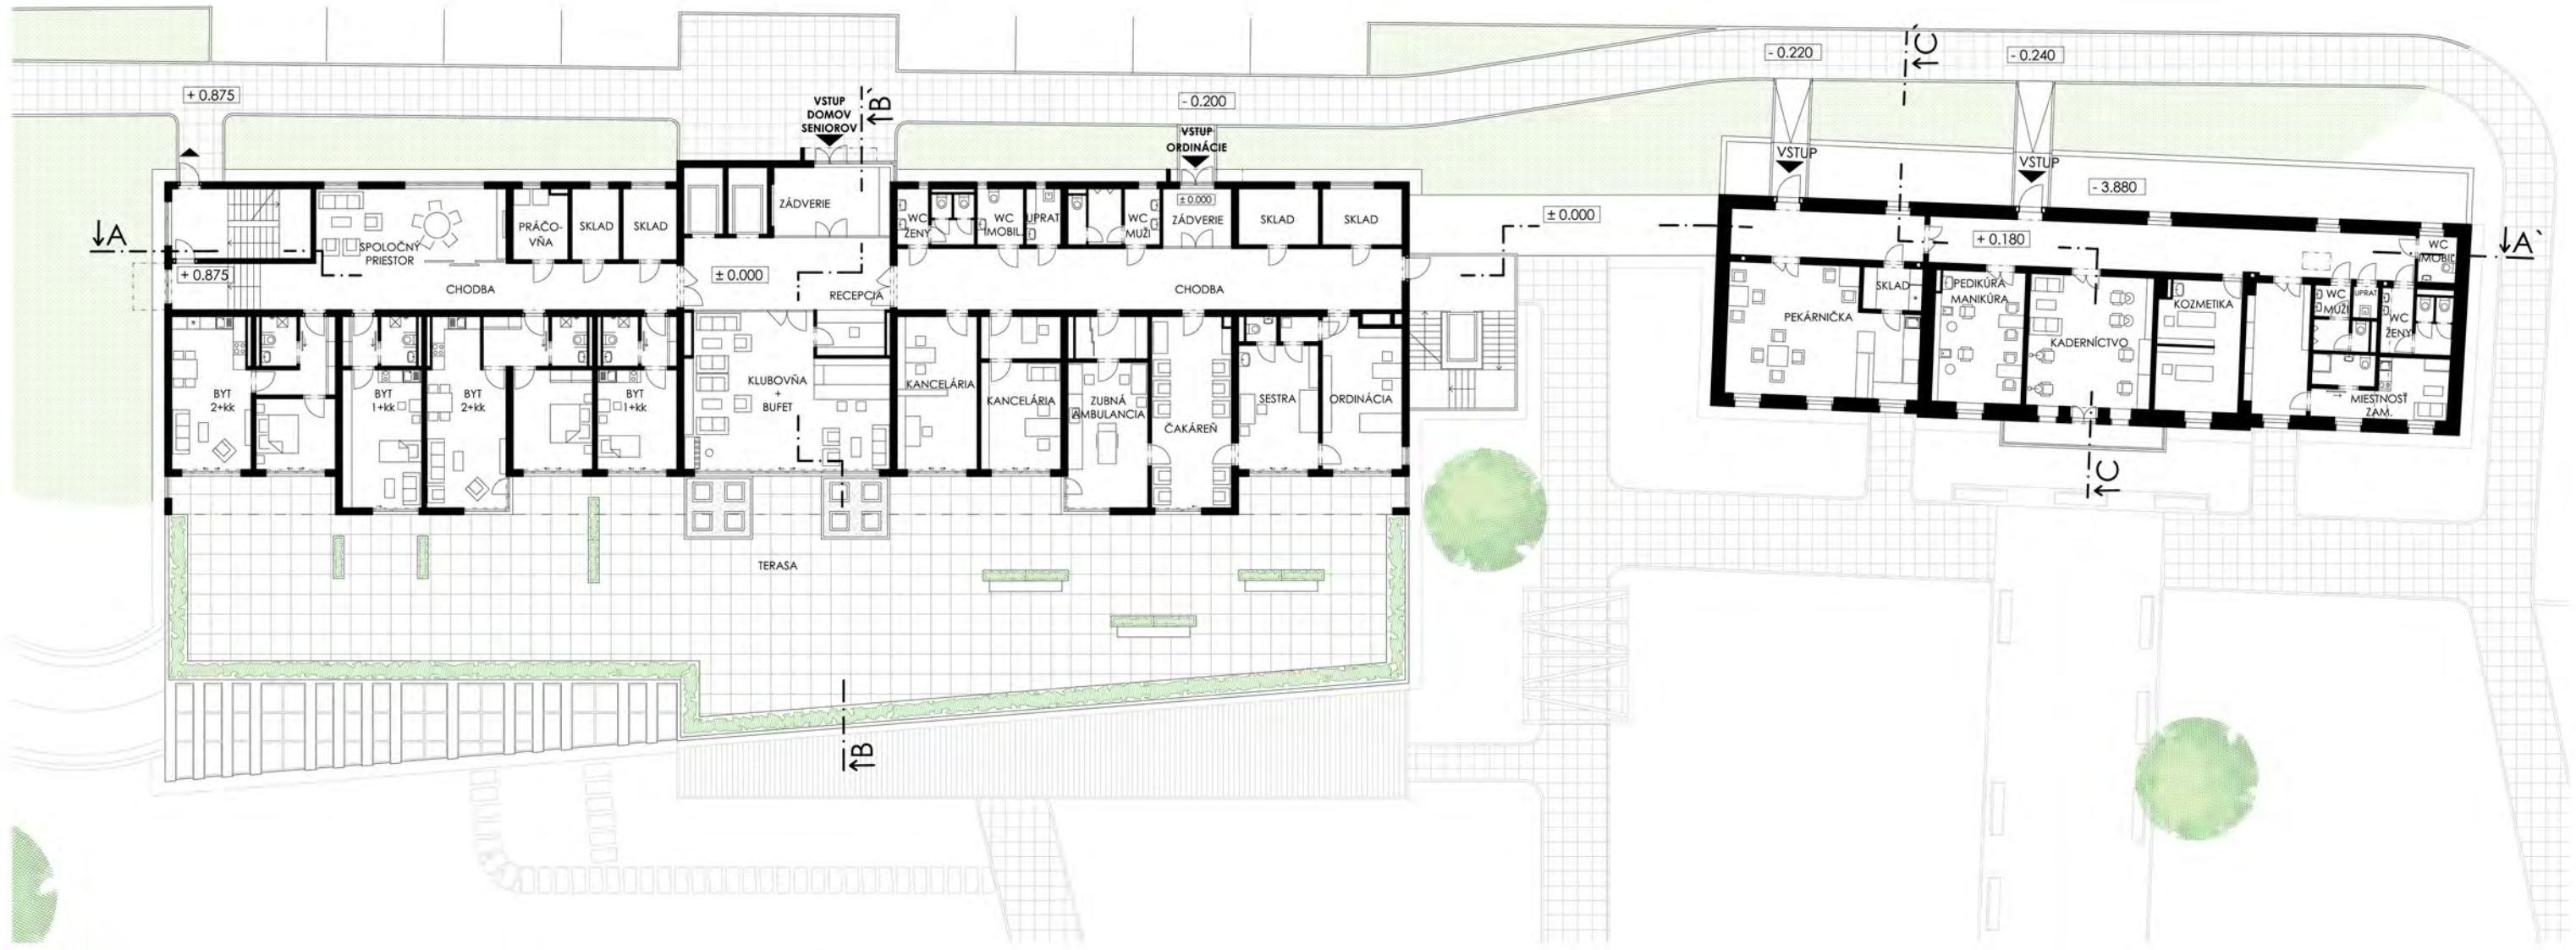 - 0.220
C`
- 0.240
+ 0.875
VSTUP
DOMOV
SENIOROV
B`
- 0.200
VSTUP
ORDINÁCIE
VSTUP
VSTUP
- 3.880
A
+ 0.875
SPOLOČNÝ
PRIESTOR
PRÁČO-
VŇA
SKLAD
SKLAD
ZÁDVERIE
WC
ŽENY
WC
IMOBIL.
UPRAT.
WC
MUŽI
± 0.000
ZÁDVERIE
SKLAD
SKLAD
± 0.000
+ 0.180
WC
IMOBIL.
A`
CHODBA
± 0.000
RECEPCIA
CHODBA
PEKÁRNIČKA
SKLAD
PEDIKÚRA
MANIKÚRA
KADERNÍCTVO
KOZMETIKA
WC
MUŽI
UPRAT.
WC
ŽENY
MIESTNOSŤ
ZAM.
BYT
2+kk
BYT
1+kk
BYT
2+kk
BYT
1+kk
KLUBOVŇA
+
BUFET
KANCELÁRIA
KANCELÁRIA
ZUBNÁ
AMBULANCIA
ČAKÁREŇ
SESTRA
ORDINÁCIA
C
TERASA
B